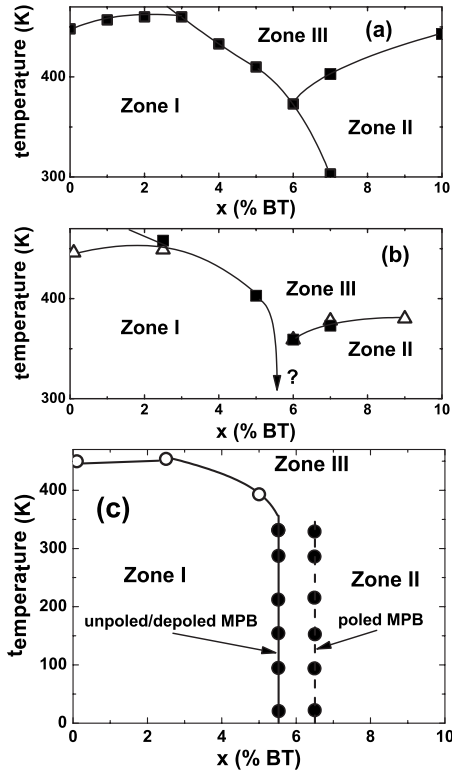 (a)
Zone III
Zone I
Zone II
temperature (K)
400
300
0 2 4 6 8 10
x (% BT)
(b)
Zone III
Zone I
Zone II
?
temperature (K)
400
300
0 2 4 6 8 10
x (% BT)
Zone III
(c)
Zone I
Zone II
unpoled/depoled MPB
poled MPB
temperature (K)
400
300
200
100
0
0 2 4 6 8 10
x (% BT)